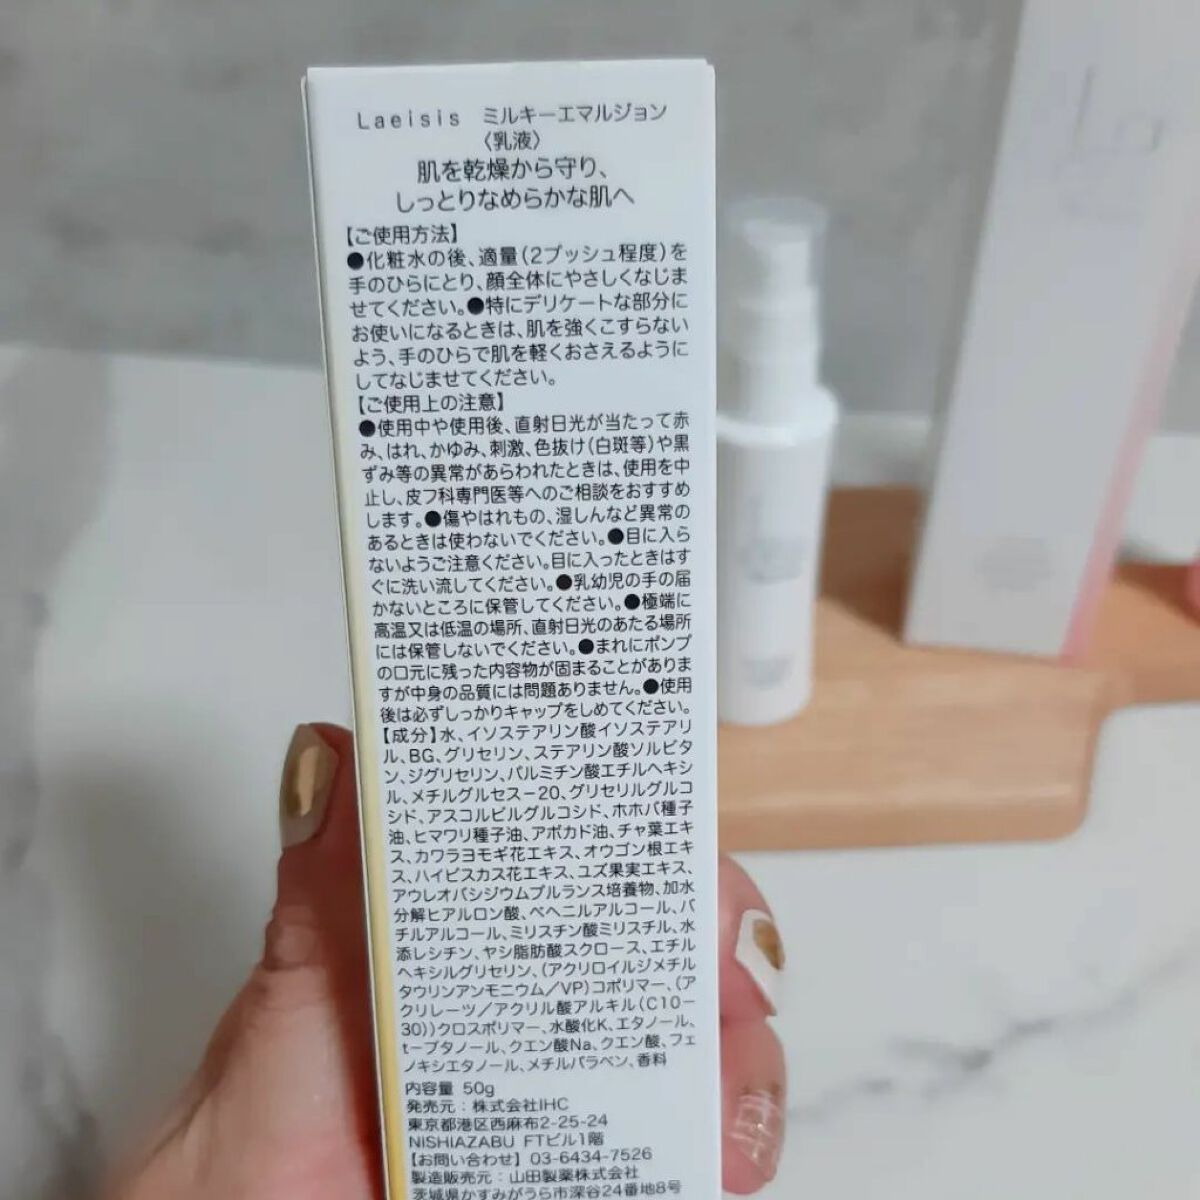 Laeisis ミルキーエマルジョン
〈乳液〉
肌を乾燥から守り、
しっとりなめらかな肌へ
【ご使用方法】
●化粧水の後、適量(2プッシュ程度)を
手のひらにとり、顔全体にやさしくなじま
せてください。●特にデリケートな部分に
お使いになるときは、肌を強くこすらない
よう、手のひらで肌を軽くおさえるように
してなじませてください。
【ご使用上の注意】
●使用中や使用後、直射日光が当たって赤
み、はれ、かゆみ、刺激、色抜け(白斑等)や黒
ずみ等の異常があらわれたときは、使用を中
止し、皮フ科専門医等へのご相談をおすすめ
します。●傷やはれもの、湿しんなど異常の
あるときは使わないでください。●目に入ら
ないようご注意ください。目に入ったときはす
ぐに洗い流してください。●乳幼児の手の届
かないところに保管してください。●極端に
高温又は低温の場所、直射日光のあたる場所
には保管しないでください。●まれにポンプ
の口元に残った内容物が固まることがありま
すが中身の品質には問題ありません。●使用
後は必ずしっかりキャップをしめてください。
【成分】水、イソステアリン酸イソステアリ
ル、BG、グリセリン、ステアリン酸ソルビタ
ン、ジグリセリン、パルミチン酸エチルヘキシ
ル、メチルグルセス-20、グリセリルグルコ
シド、アスコルビルグルコシド、ホホバ種子
油、ヒマワリ種子油、アボカド油、チャ葉エキ
ス、カワラヨモギ花エキス、オウゴン根エキ
ス、ハイビスカス花エキス、ユズ果実エキス、
アウレオバシジウムプルランス培養物、加水
分解ヒアルロン酸、ベヘニルアルコール、バ
チルアルコール、ミリスチン酸ミリスチル、水
添レシチン、ヤシ脂肪酸スクロース、エチル
ヘキシルグリセリン、(アクリロイルジメチル
タウリンアンモニウム/VP)コポリマー、(ア
クリレーツ/アクリル酸アルキル(C10-
30))クロスポリマー、水酸化K、エタノール、
t-ブタノール、クエン酸Na、クエン酸、フェ
ノキシエタノール、メチルパラベン、香料
内容量 50g
発売元:株式会社IHC
東京都港区西麻布2-25-24
NISHIAZABU FTビル1階
【お問い合わせ】03-6434-7526
製造販売元:山田製薬株式会社
茨城県かすみがうら市深谷24番地8号